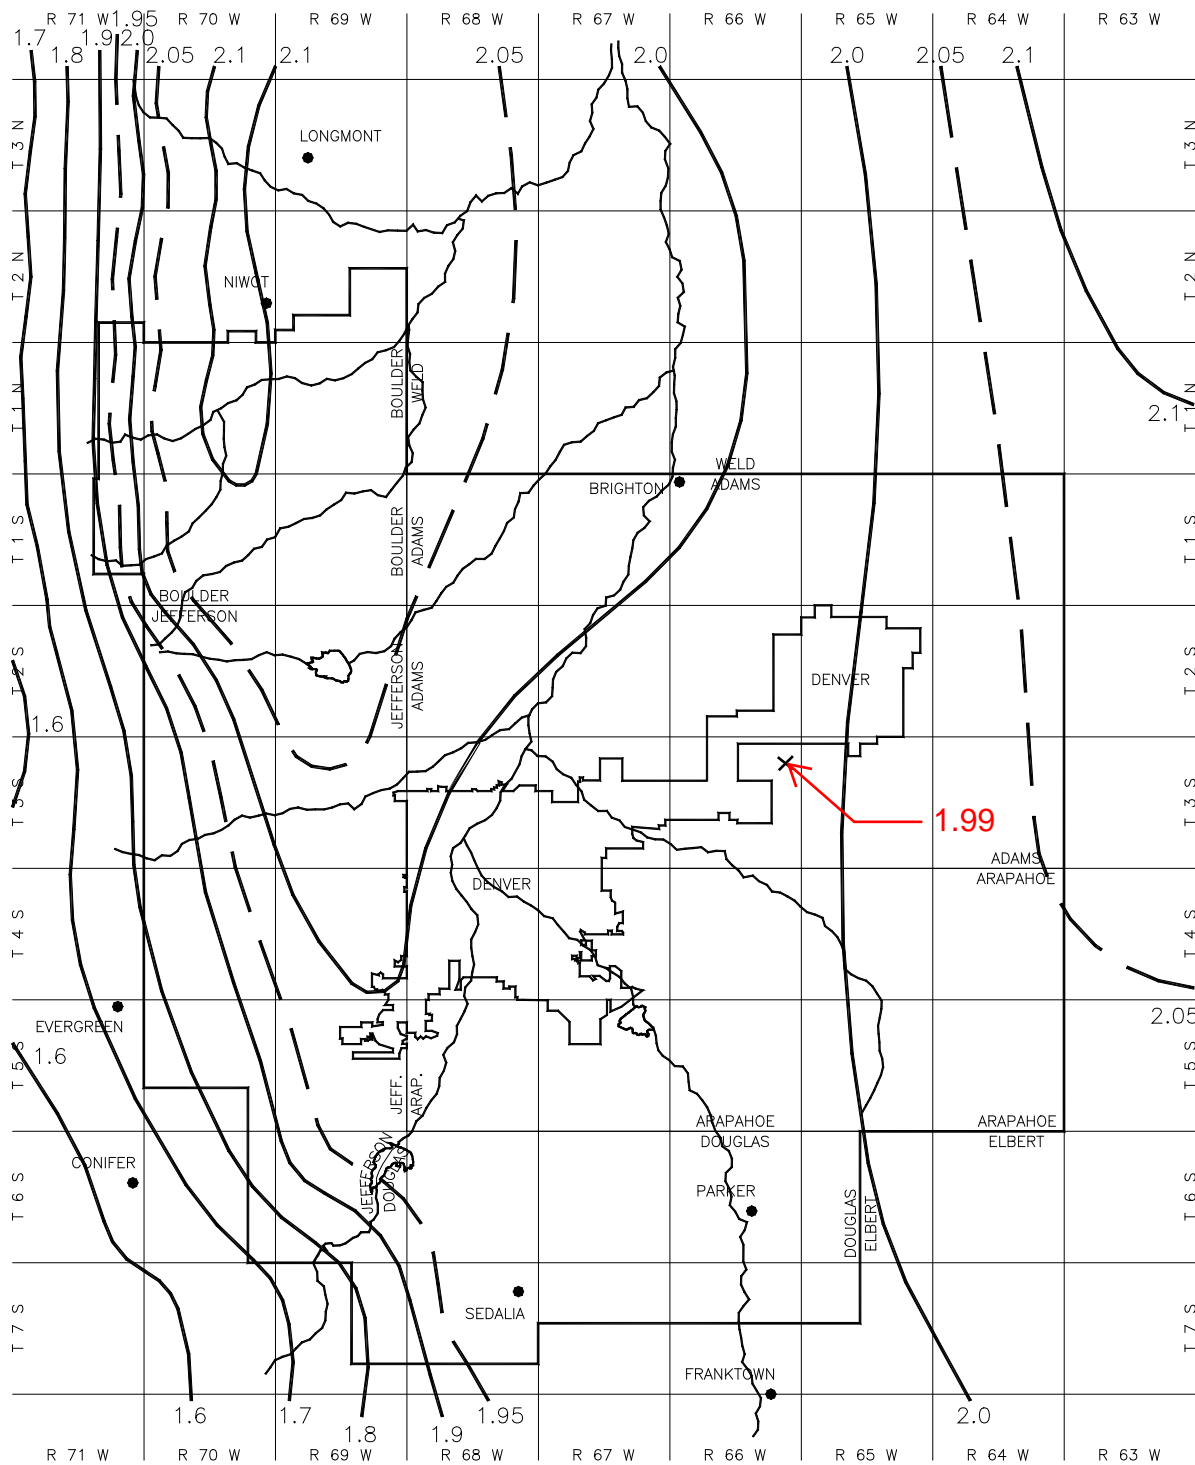 R 71 W
R 70 W
R 69 W
R 68 W
R 67 W
R 66 W
R 65 W
R 64 W
R 63 W
1.95
1.7
1.9
2.0
1.8
2.05
2.1
2.1
2.05
2.0
2.0
2.05
2.1
T 3 N
T 3 N
LONGMONT
T 2 N
T 2 N
NIWOT
T 1 N
T 1 N
BOULDER
WELD
2.1
WELD
ADAMS
BRIGHTON
T 1 S
T 1 S
BOULDER
ADAMS
BOULDER
JEFFERSON
T 2 S
T 2 S
JEFFERSON
ADAMS
DENVER
1.6
T 3 S
T 3 S
1.99
ADAMS
ARAPAHOE
DENVER
T 4 S
T 4 S
EVERGREEN
2.05
1.6
T 5 S
T 5 S
JEFF.
ARAP.
ARAPAHOE
DOUGLAS
ARAPAHOE
ELBERT
CONIFER
JEFFERSON
DOUGLAS
PARKER
T 6 S
T 6 S
DOUGLAS
ELBERT
SEDALIA
T 7 S
T 7 S
FRANKTOWN
1.6
1.7
1.8
1.9
1.95
2.0
R 71 W
R 70 W
R 69 W
R 68 W
R 67 W
R 66 W
R 65 W
R 64 W
R 63 W